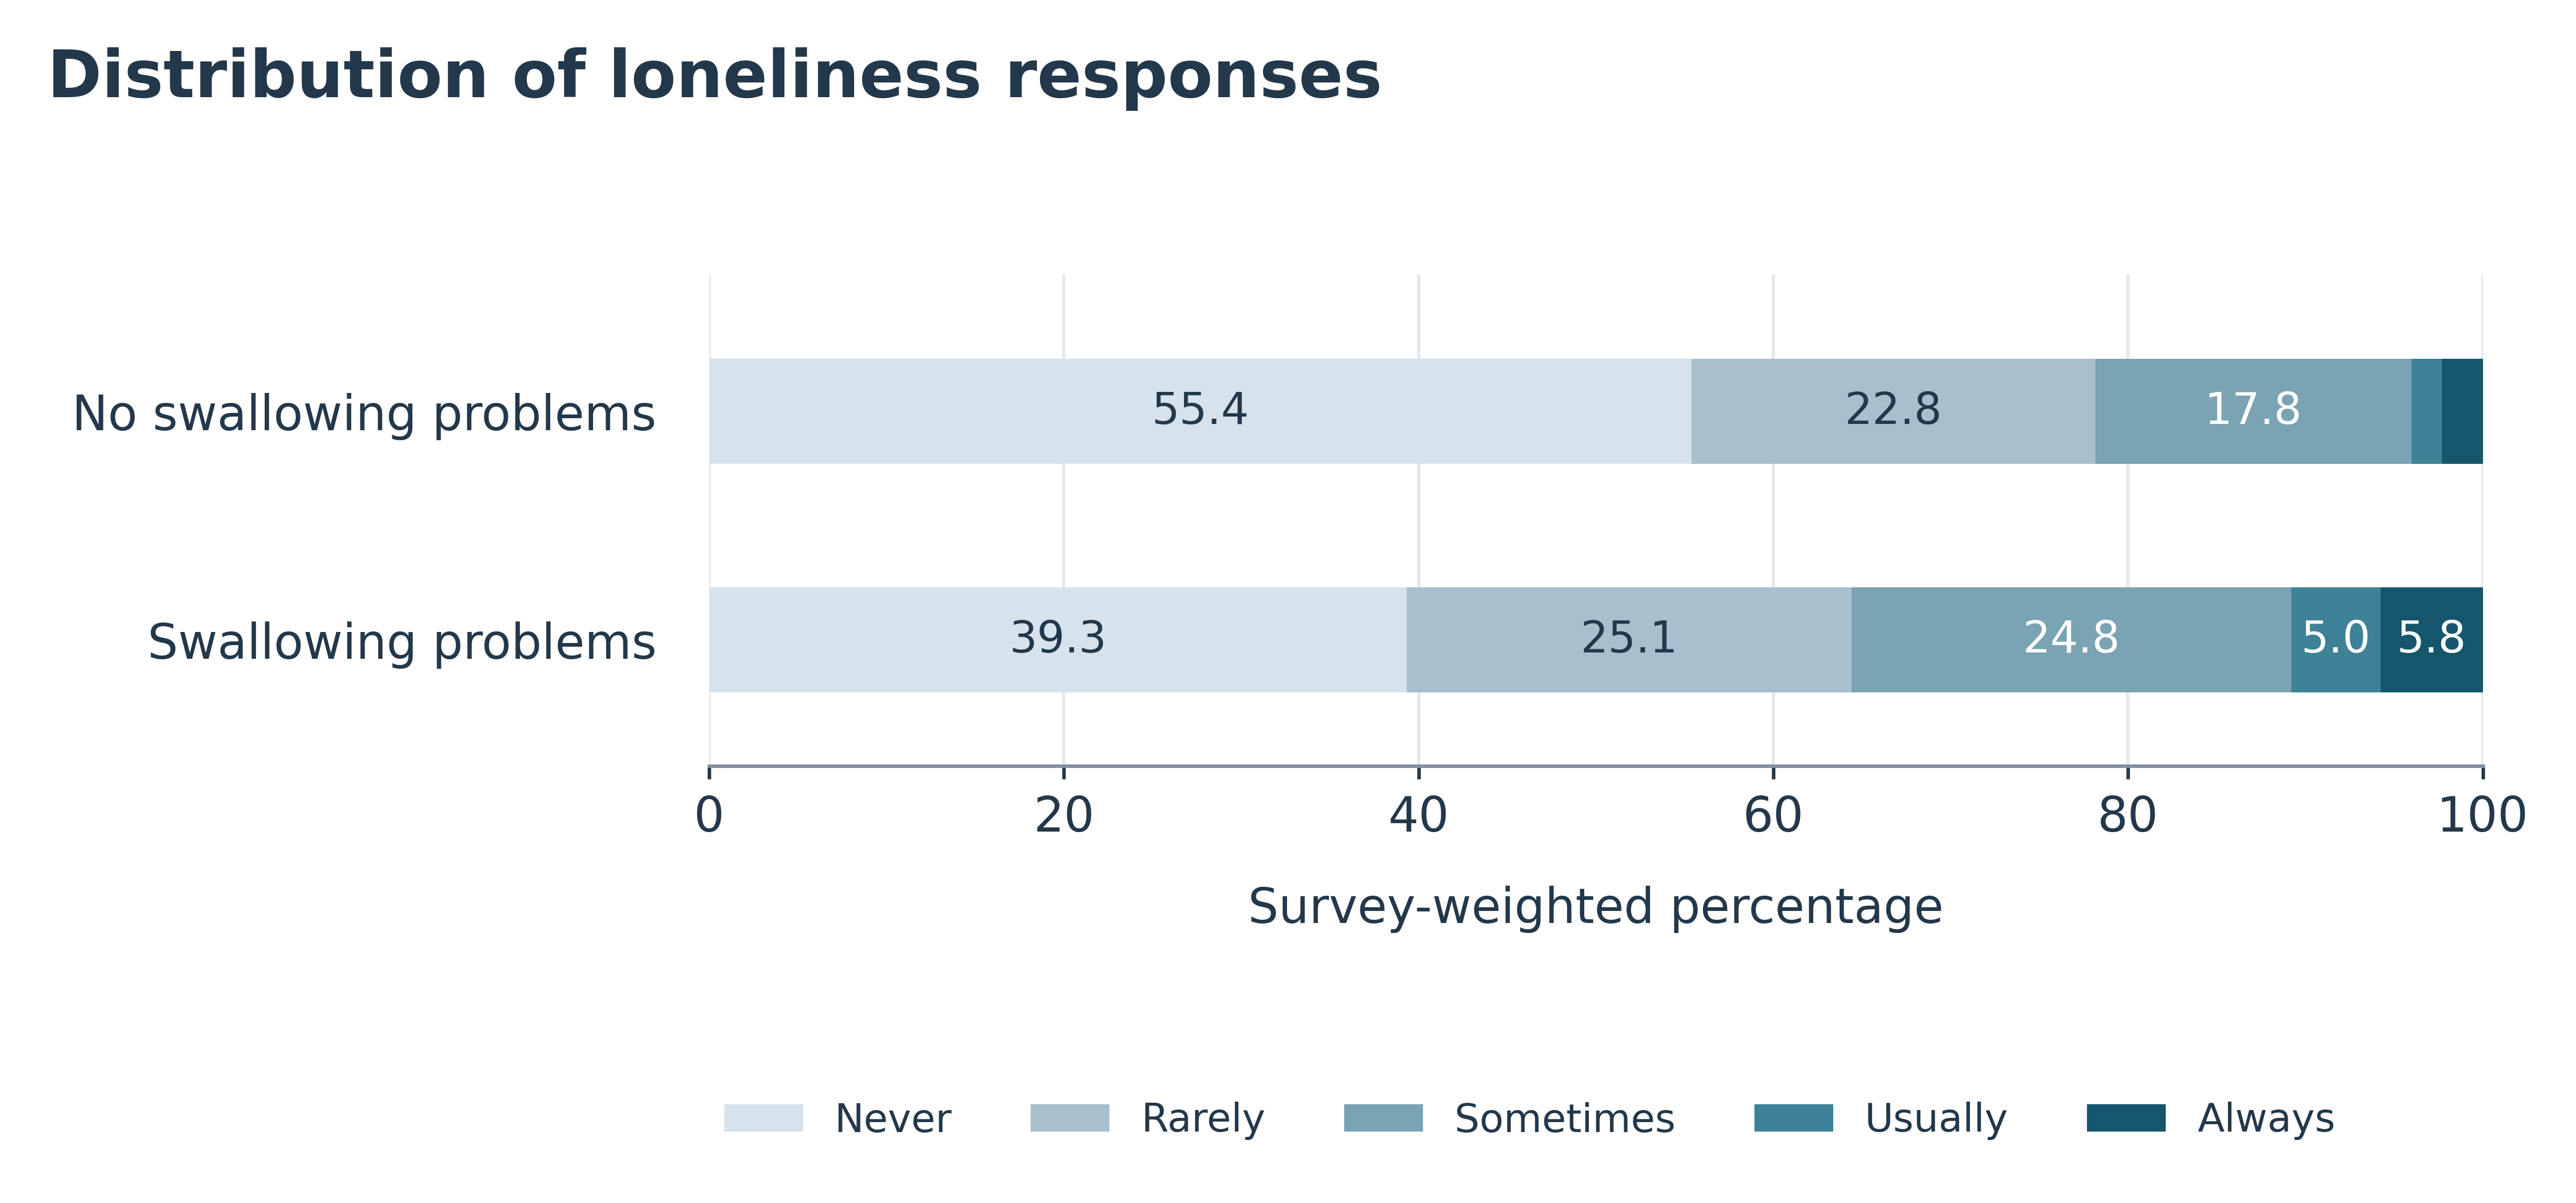 Distribution of loneliness responses
No swallowing problems 55.4 22.8 17.8
Swallowing problems 39.3 25.1 24.8 5.0 5.8
0 20 40 60 80 100
Survey-weighted percentage
Never Rarely Sometimes Usually Always